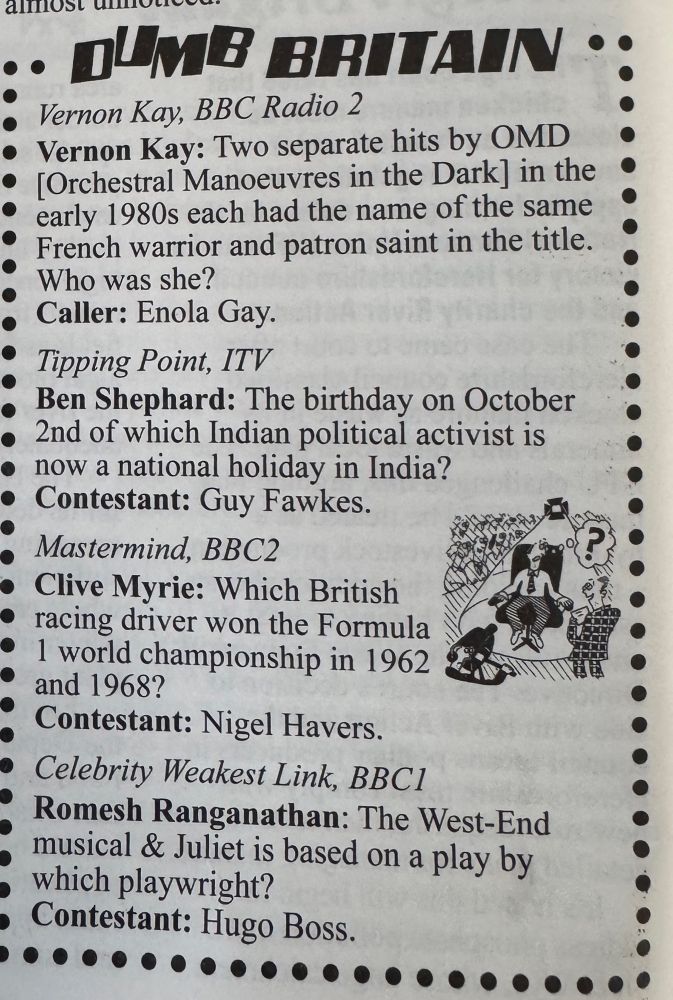 almost unnoticed.
DUMB BRITAIN
Vernon Kay, BBC Radio 2
Vernon Kay: Two separate hits by OMD
[Orchestral Manoeuvres in the Dark] in the
early 1980s each had the name of the same
French warrior and patron saint in the title.
Who was she?
Caller: Enola Gay.
Tipping Point, ITV
Ben Shephard: The birthday on October
2nd of which Indian political activist is
now a national holiday in India?
Contestant: Guy Fawkes.
Mastermind, BBC2
Clive Myrie: Which British
racing driver won the Formula
1 world championship in 1962
and 1968?
Contestant: Nigel Havers.
?
Celebrity Weakest Link, BBC1
Romesh Ranganathan: The West-End
musical & Juliet is based on a play by
which playwright?
Contestant: Hugo Boss.